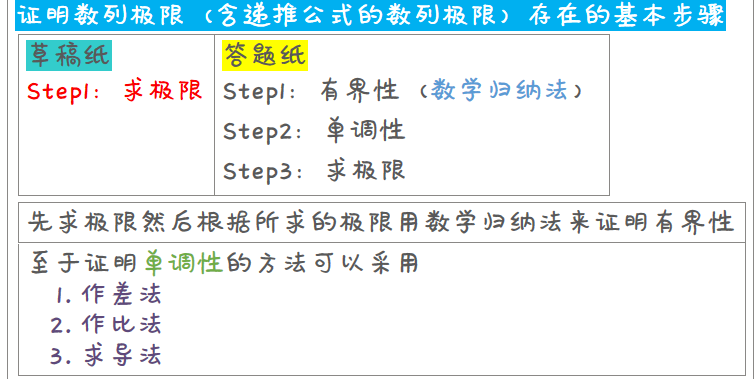 证明数列极限（含递推公式的数列极限）存在的基本步骤
草稿纸
Step1： 求极限
答题纸
Step1： 有界性（数学归纳法）
Step2： 单调性
Step3： 求极限
先求极限然后根据所求的极限用数学归纳法来证明有界性
至于证明单调性的方法可以采用
1. 作差法
2. 作比法
3. 求导法